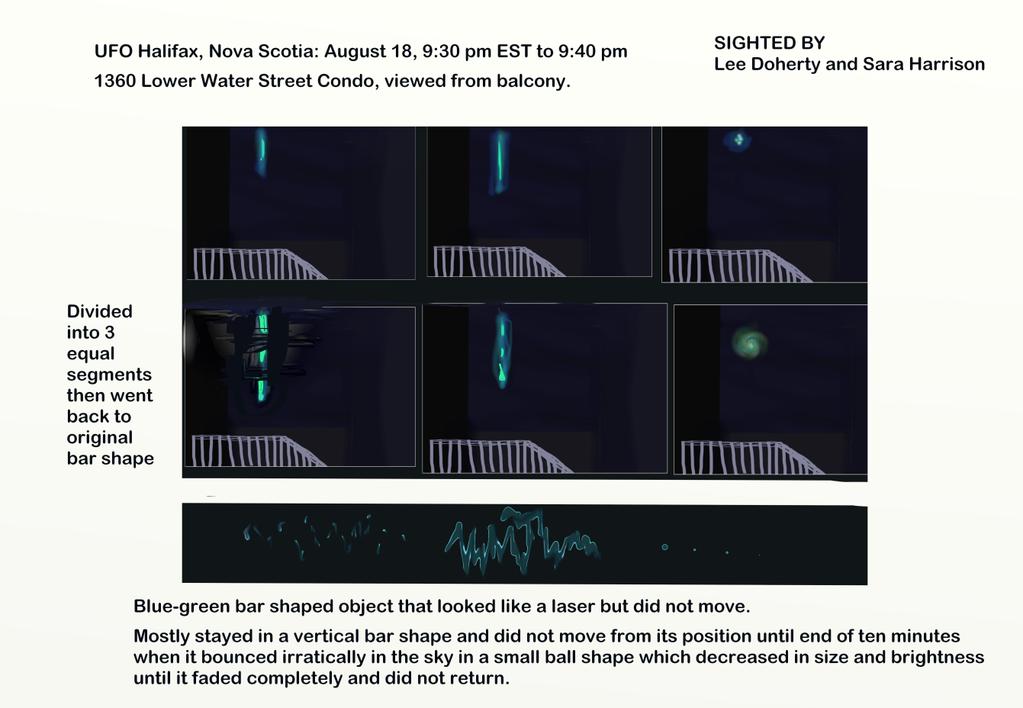 UFO Halifax, Nova Scotia: August 18, 9:30 pm EST to 9:40 pm
1360 Lower Water Street Condo, viewed from balcony.
SIGHTED BY
Lee Doherty and Sara Harrison
Divided
into 3
equal
segments
then went
back to
original
bar shape
Blue-green bar shaped object that looked like a laser but did not move.
Mostly stayed in a vertical bar shape and did not move from its position until end of ten minutes
when it bounced irratically in the sky in a small ball shape which decreased in size and brightness
until it faded completely and did not return.